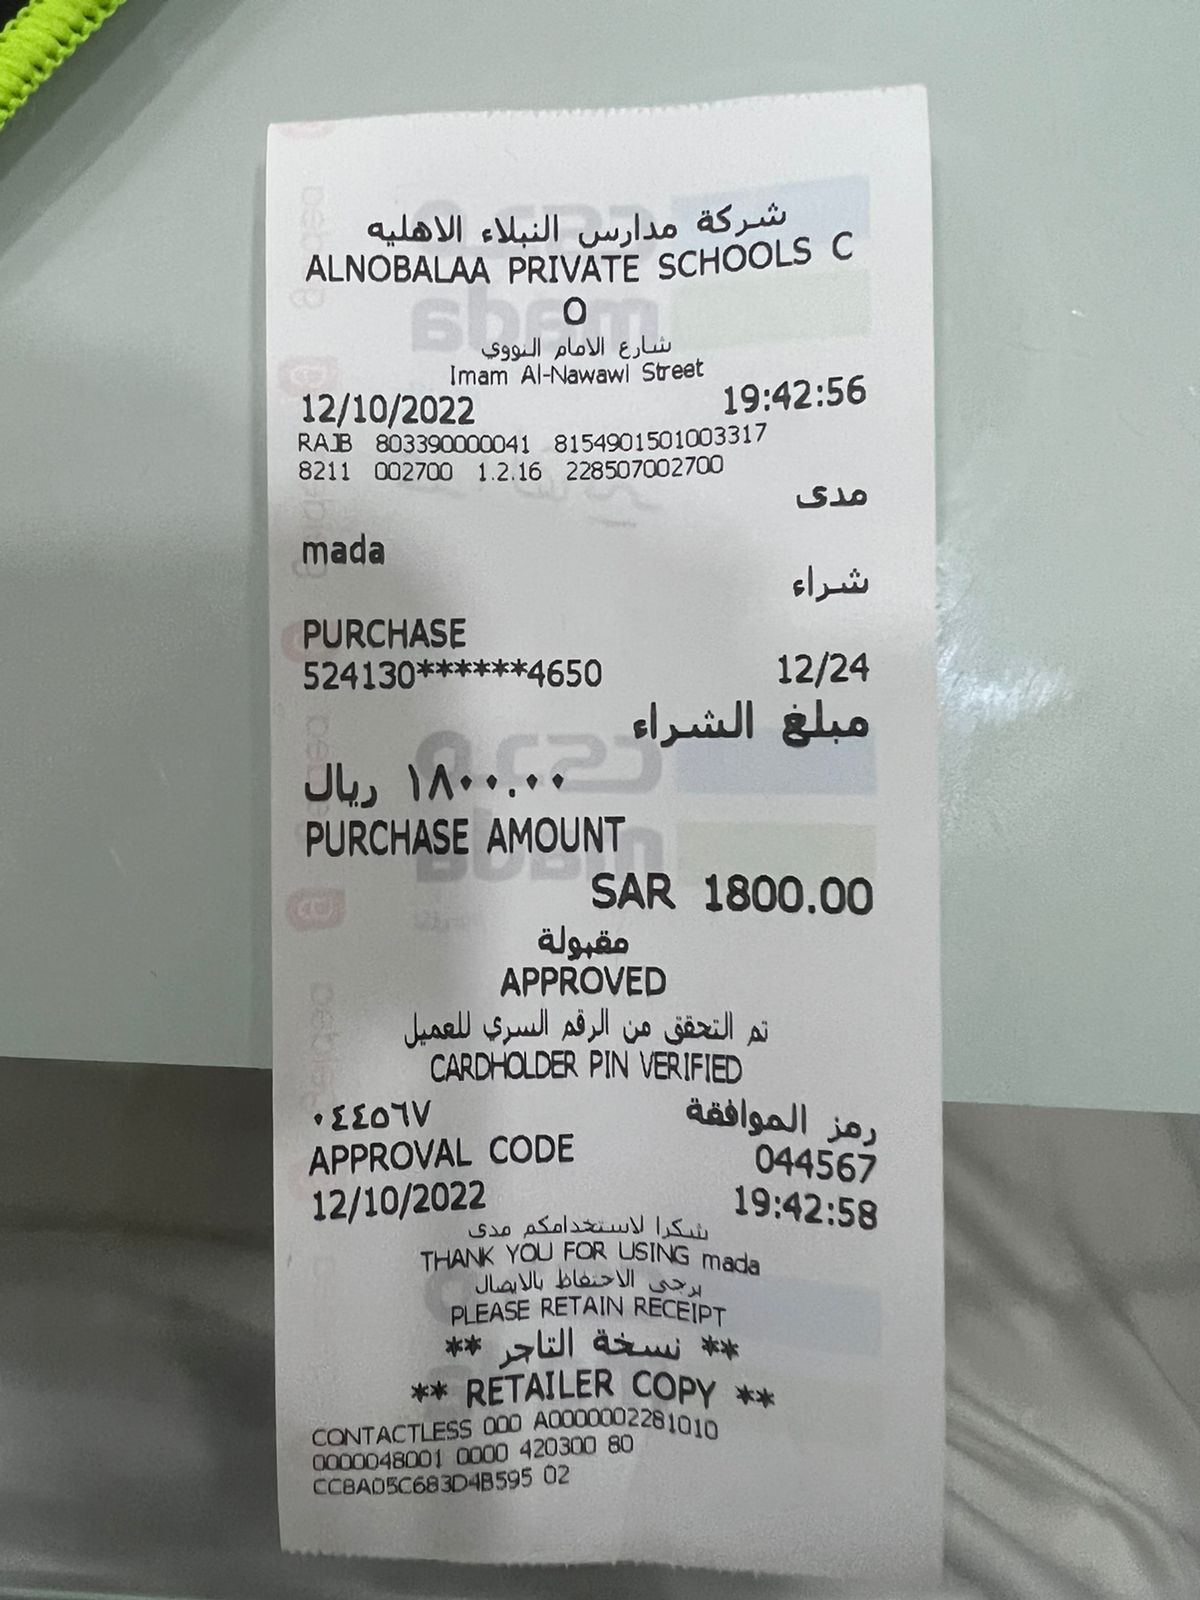 شركة مدارس النبلاء الاهليه
ALNOBALAA PRIVATE SCHOOLS C
O
شارع الامام النووي
Imam Al-Nawawi Street
12/10/2022 19:42:56
RAJB 803390000041 8154901501003317
8211 002700 1.2.16 228507002700
مدى
mada
شراء
PURCHASE
524130******4650 12/24
مبلغ الشراء
١٨٠٠.٠٠ ريال
PURCHASE AMOUNT
SAR 1800.00
مقبولة
APPROVED
تم التحقق من الرقم السري للعميل
CARDHOLDER PIN VERIFIED
رمز الموافقة ٠٤٤٥٦٧
APPROVAL CODE 044567
12/10/2022 19:42:58
شكرا لاستخدامكم مدى
THANK YOU FOR USING mada
يرجى الاحتفاظ بالايصال
PLEASE RETAIN RECEIPT
** نسخة التاجر **
** RETAILER COPY **
CONTACTLESS 000 A0000002281010
0000048001 0000 420300 80
CC8A05C683D4B595 02